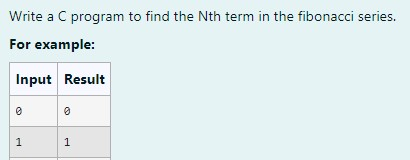 Write a C program to find the Nth term in the fibonacci series.
For example:
Input Result
0 0
1 1